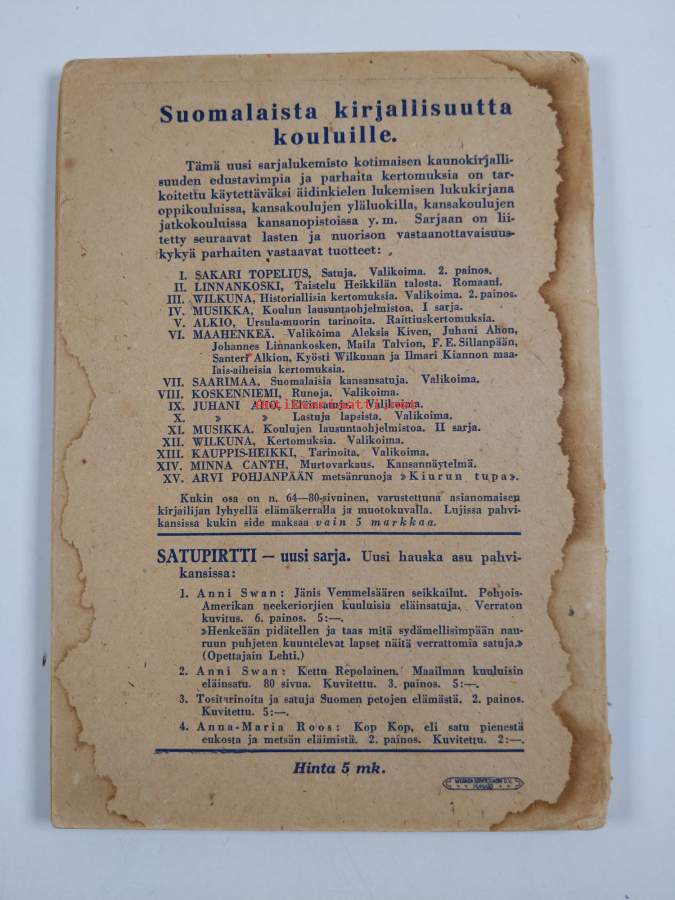 Suomalaista kirjallisuutta
kouluille.
Tämä uusi sarjalukemisto kotimaisen kaunokirjalli-
suuden edustavimpia ja parhaita kertomuksia on tar-
koitettu käytettäväksi äidinkielen lukemisen lukukirjana
oppikouluissa, kansakoulujen yläluokilla, kansakoulujen
jatkokouluissa kansanopistoissa y. m. Sarjaan on lii-
tetty seuraavat lasten ja nuorison vastaanottavaisuus-
kykyä parhaiten vastaavat tuotteet:
I. SAKARI TOPELIUS, Satuja. Valikoima. 2. painos.
II. LINNANKOSKI, Taistelu Heikkilän talosta. Romaani.
III. WILKUNA, Historiallisia kertomuksia. Valikoima. 2. painos.
IV. MUSIKKA, Koulun lausuntaohjelmistoa. I sarja.
V. ALKIO, Ursula-muorin tarinoita. Raittiuskertomuksia.
VI. MAAHENKEÄ. Valikoima Aleksis Kiven, Juhani Ahon,
Johannes Linnankosken, Maila Talvion, F. E. Sillanpään,
Santeri Alkion, Kyösti Wilkunan ja Ilmari Kiannon maa-
lais-aiheisia kertomuksia.
VII. SAARIMAA, Suomalaisia kansansatuja. Valikoima.
VIII. KOSKENNIEMI, Runoja. Valikoima.
IX. JUHANI AHO, Eläinsatuja. Valikoima.
X. » » Lastuja lapsista. Valikoima.
XI. MUSIKKA. Koulujen lausuntaohjelmistoa. II sarja.
XII. WILKUNA, Kertomuksia. Valikoima.
XIII. KAUPPIS-HEIKKI, Tarinoita. Valikoima.
XIV. MINNA CANTH, Murtovarkaus. Kansannäytelmä.
XV. ARVI POHJANPÄÄN metsänrunoja »Kiurun tupa».
Kukin osa on n. 64—80-sivuinen, varustettuna asianomaisen
kirjailijan lyhyellä elämäkerralla ja muotokuvalla. Lujissa pahvi-
kansissa kukin side maksaa vain 5 markkaa.
SATUPIRTTI — uusi sarja. Uusi hauska asu pahvi-
kansissa:
1. Anni Swan: Jänis Vemmelsäären seikkailut. Pohjois-
Amerikan neekeriorjien kuuluisia eläinsatuja. Verraton
kuvitus. 6. painos. 5:—.
»Henkeään pidätellen ja taas mitä sydämellisimpään nau-
ruun puhjeten kuuntelevat lapset näitä verrattomia satuja.»
(Opettajain Lehti.)
2. Anni Swan: Kettu Repolainen. Maailman kuuluisin
eläinsatu. 80 sivua. Kuvitettu. 3. painos. 5:—.
3. Tositarinoita ja satuja Suomen petojen elämästä. 2. painos.
Kuvitettu. 5:—.
4. Anna-Maria Roos: Kop Kop, eli satu pienestä
eukosta ja metsän eläimistä. 2. painos. Kuvitettu. 2:—.
Hinta 5 mk.